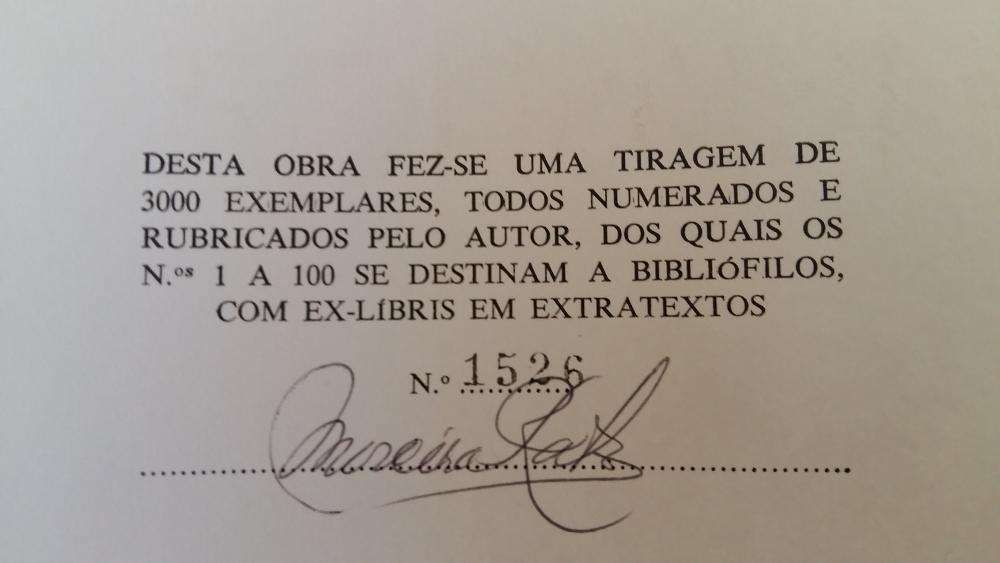 DESTA OBRA FEZ-SE UMA TIRAGEM DE
3000 EXEMPLARES, TODOS NUMERADOS E
RUBRICADOS PELO AUTOR, DOS QUAIS OS
N.ºˢ 1 A 100 SE DESTINAM A BIBLIÓFILOS,
COM EX-LÍBRIS EM EXTRATEXTOS
N.º 1526
Moreira